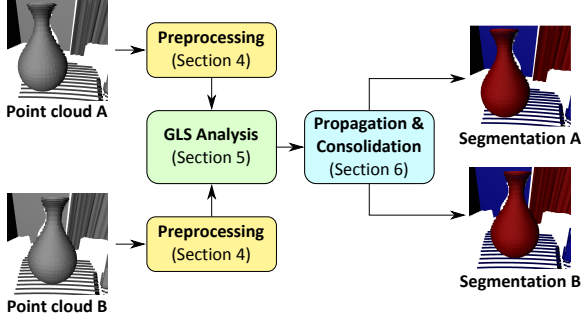 Point cloud A
Preprocessing
(Section 4)
GLS Analysis
(Section 5)
Propagation &
Consolidation
(Section 6)
Segmentation A
Point cloud B
Preprocessing
(Section 4)
Segmentation B